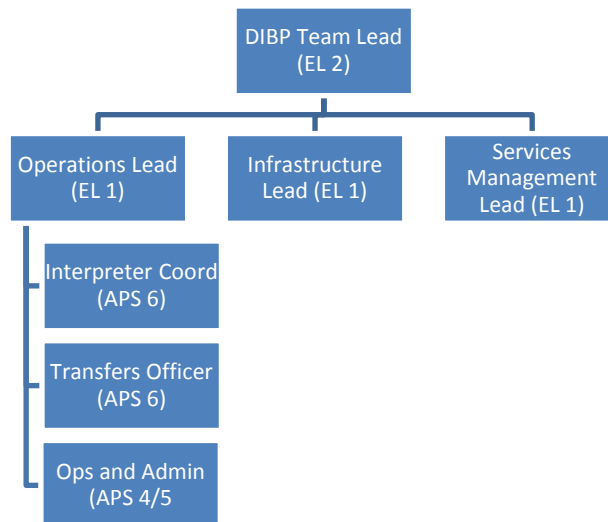 DIBP Team Lead
(EL 2)
Operations Lead
(EL 1)
Infrastructure
Lead (EL 1)
Services
Management
Lead (EL 1)
Interpreter Coord
(APS 6)
Transfers Officer
(APS 6)
Ops and Admin
(APS 4/5